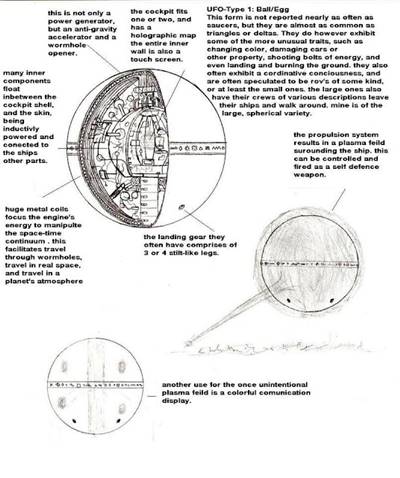 this is not only a
power generator,
but an anti-gravity
accelerator and a
wormhole
opener.
the cockpit fits
one or two, and
has a
holographic map
the entire inner
wall is also a
touch screen.
UFO-Type 1: Ball/Egg
This form is not reported nearly as often as
saucers, but they are almost as common as
triangles or deltas. They do however exhibit
some of the more unusual traits, such as
changing color, damaging cars or
other property, shooting bolts of energy, and
even landing and burning the ground. they also
often exhibit a cordinative conciousness, and
are often speculated to be rov's of some kind,
or at least the small ones. the large ones also
have their crews of various descriptions leave
their ships and walk around. mine is of the
large, spherical variety.
many inner
components
float
inbetween the
cockpit shell,
and the skin,
being
inductivly
powered and
conected to
the ships
other parts.
the propulsion system
results in a plasma feild
surrounding the ship. this
can be controlled and
fired as a self defence
weapon.
huge metal coils
focus the engine's
energy to manipulte
the space-time
continuum . this
facilitates travel
through wormholes,
travel in real space,
and travel in a
planet's atmosphere
the landing gear they
often have comprises of
3 or 4 stilt-like legs.
another use for the once unintentional
plasma feild is a colorful comunication
display.